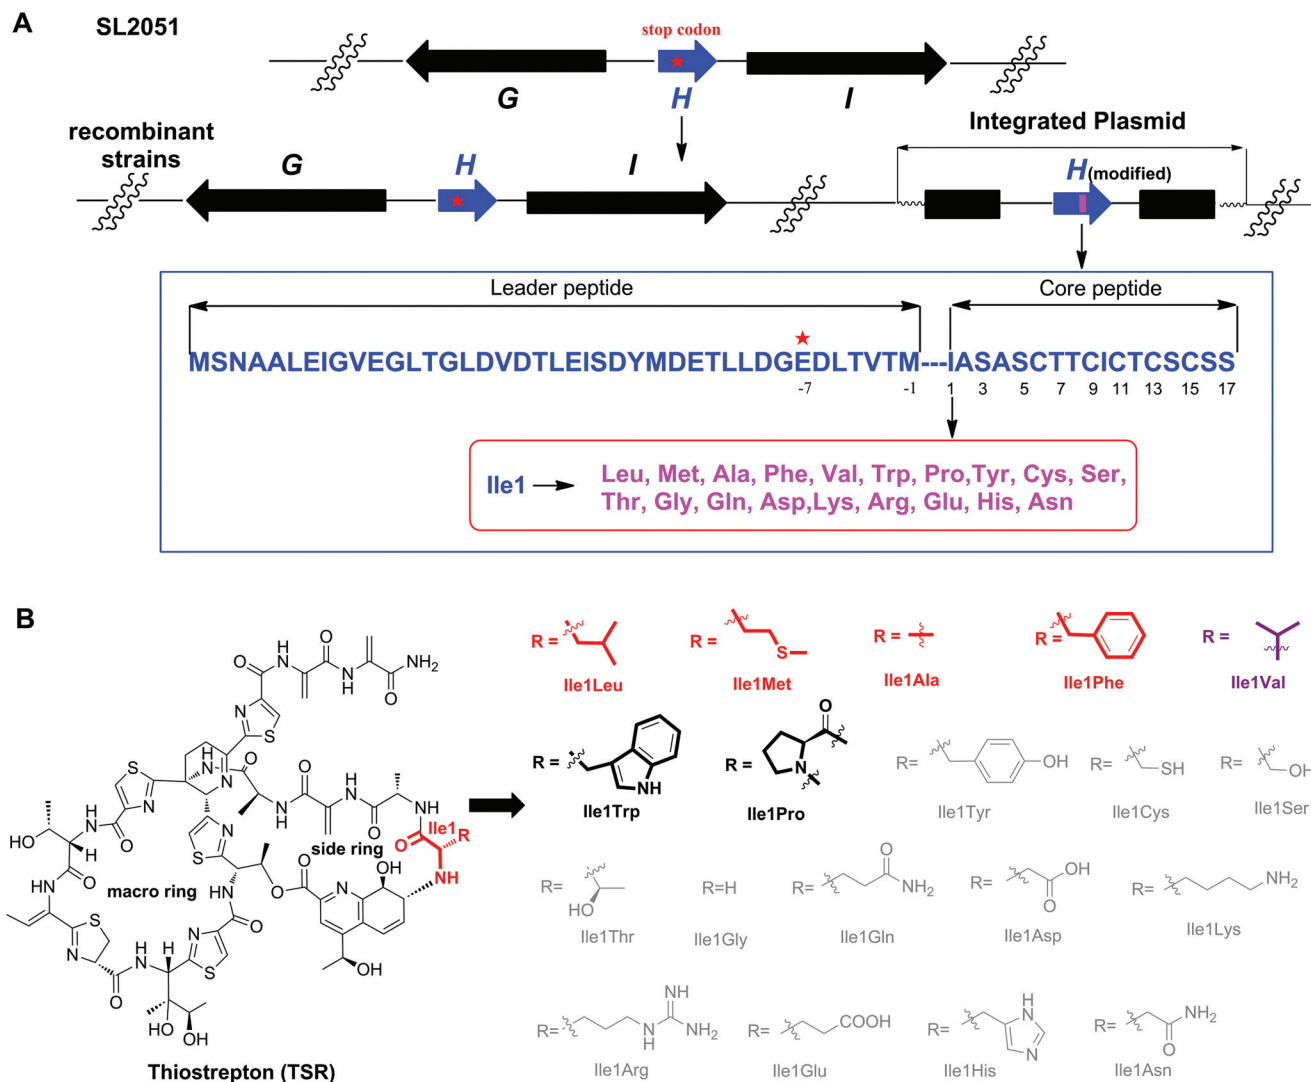 A
SL2051
stop codon
G
H
I
recombinant
strains
G
H
I
Integrated Plasmid
H(modified)
Leader peptide
Core peptide
MSNAALEIGVEGLTGLDVDTLEISDYMDETLLDGEDLTVTM---IASASCTTCICTCSCSS
-7 -1 1 3 5 7 9 11 13 15 17
Ile1
Leu, Met, Ala, Phe, Val, Trp, Pro,Tyr, Cys, Ser,
Thr, Gly, Gln, Asp,Lys, Arg, Glu, His, Asn
B
O
H
N
O
N
H
O
NH2
O
N
S
S
N
HN
N
O
N
H
O
H
N
O
H
N
O
Ile1
R
NH
side ring
HO
H
H
N
O
N
S
macro ring
O
HN
O
O
N
OH
OH
HN
O
S
N
O
H
N
H
N
S
HO
OH
Thiostrepton (TSR)
R =
Ile1Leu
R =
S
Ile1Met
R =
Ile1Ala
R =
Ile1Phe
R =
Ile1Val
R =
NH
Ile1Trp
R =
O
N
Ile1Pro
R=
OH
Ile1Tyr
R=
SH
Ile1Cys
R=
OH
Ile1Ser
R=
HO
Ile1Thr
R=H
Ile1Gly
R=
O
NH2
Ile1Gln
R=
OH
O
Ile1Asp
R=
NH2
Ile1Lys
R=
NH
N
H
NH2
Ile1Arg
R=
COOH
Ile1Glu
R=
H
N
N
Ile1His
R=
NH2
O
Ile1Asn